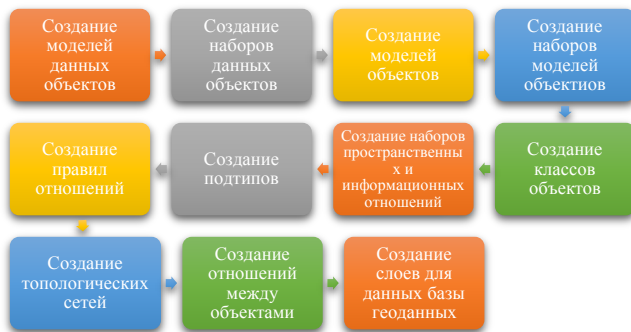 Создание
моделей
данных
объектов
Создание
наборов
данных
объектов
Создание
моделей
объектов
Создание
наборов
моделей
объектиов
Создание
классов
объектов
Создание наборов
пространственны
х и
информационных
отношений
Создание
подтипов
Создание
правил
отношений
Создание
топологических
сетей
Создание
отношений
между
объектами
Создание
слоев для
данных базы
геоданных